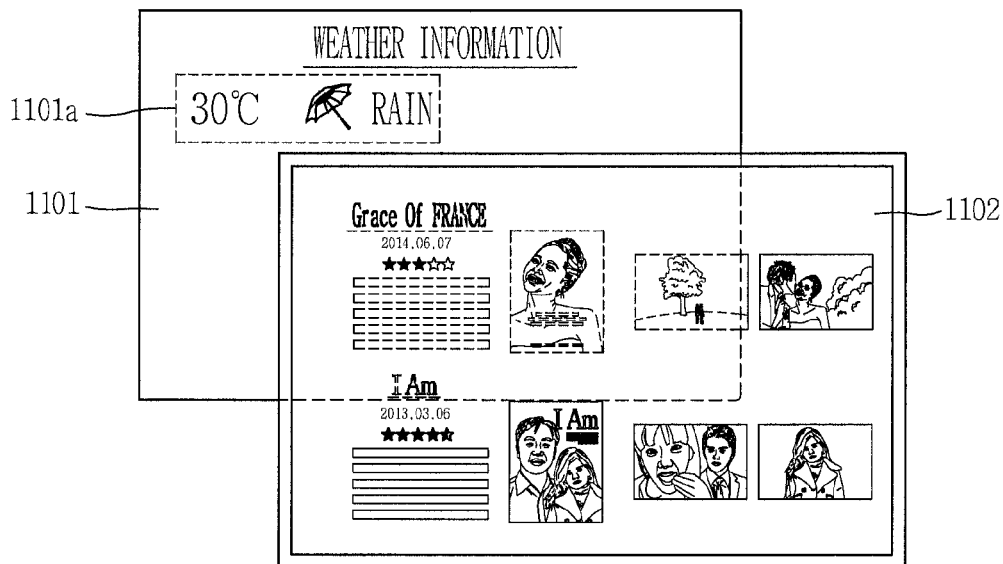 WEATHER INFORMATION
1101a
30℃ RAIN
1101
1102
Grace Of FRANCE
2014.06.07
★★★☆☆
I Am
2013.03.06
I Am